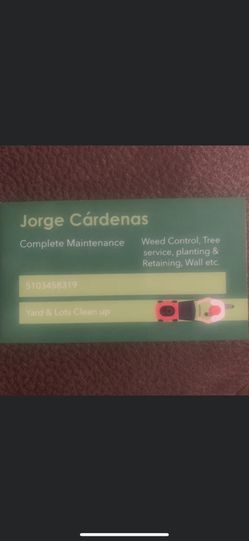 Jorge Cárdenas
Complete Maintenance
Weed Control, Tree
service, planting &
Retaining, Wall etc.
5103458319
Yard & Lots Clean up